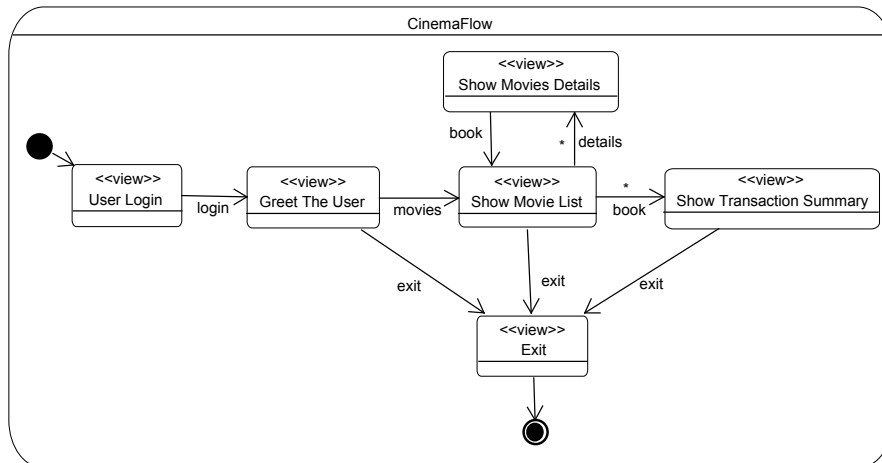 CinemaFlow
<<view>>
Show Movies Details
book
* details
<<view>>
User Login
login
<<view>>
Greet The User
movies
<<view>>
Show Movie List
*
book
<<view>>
Show Transaction Summary
exit
exit
exit
<<view>>
Exit